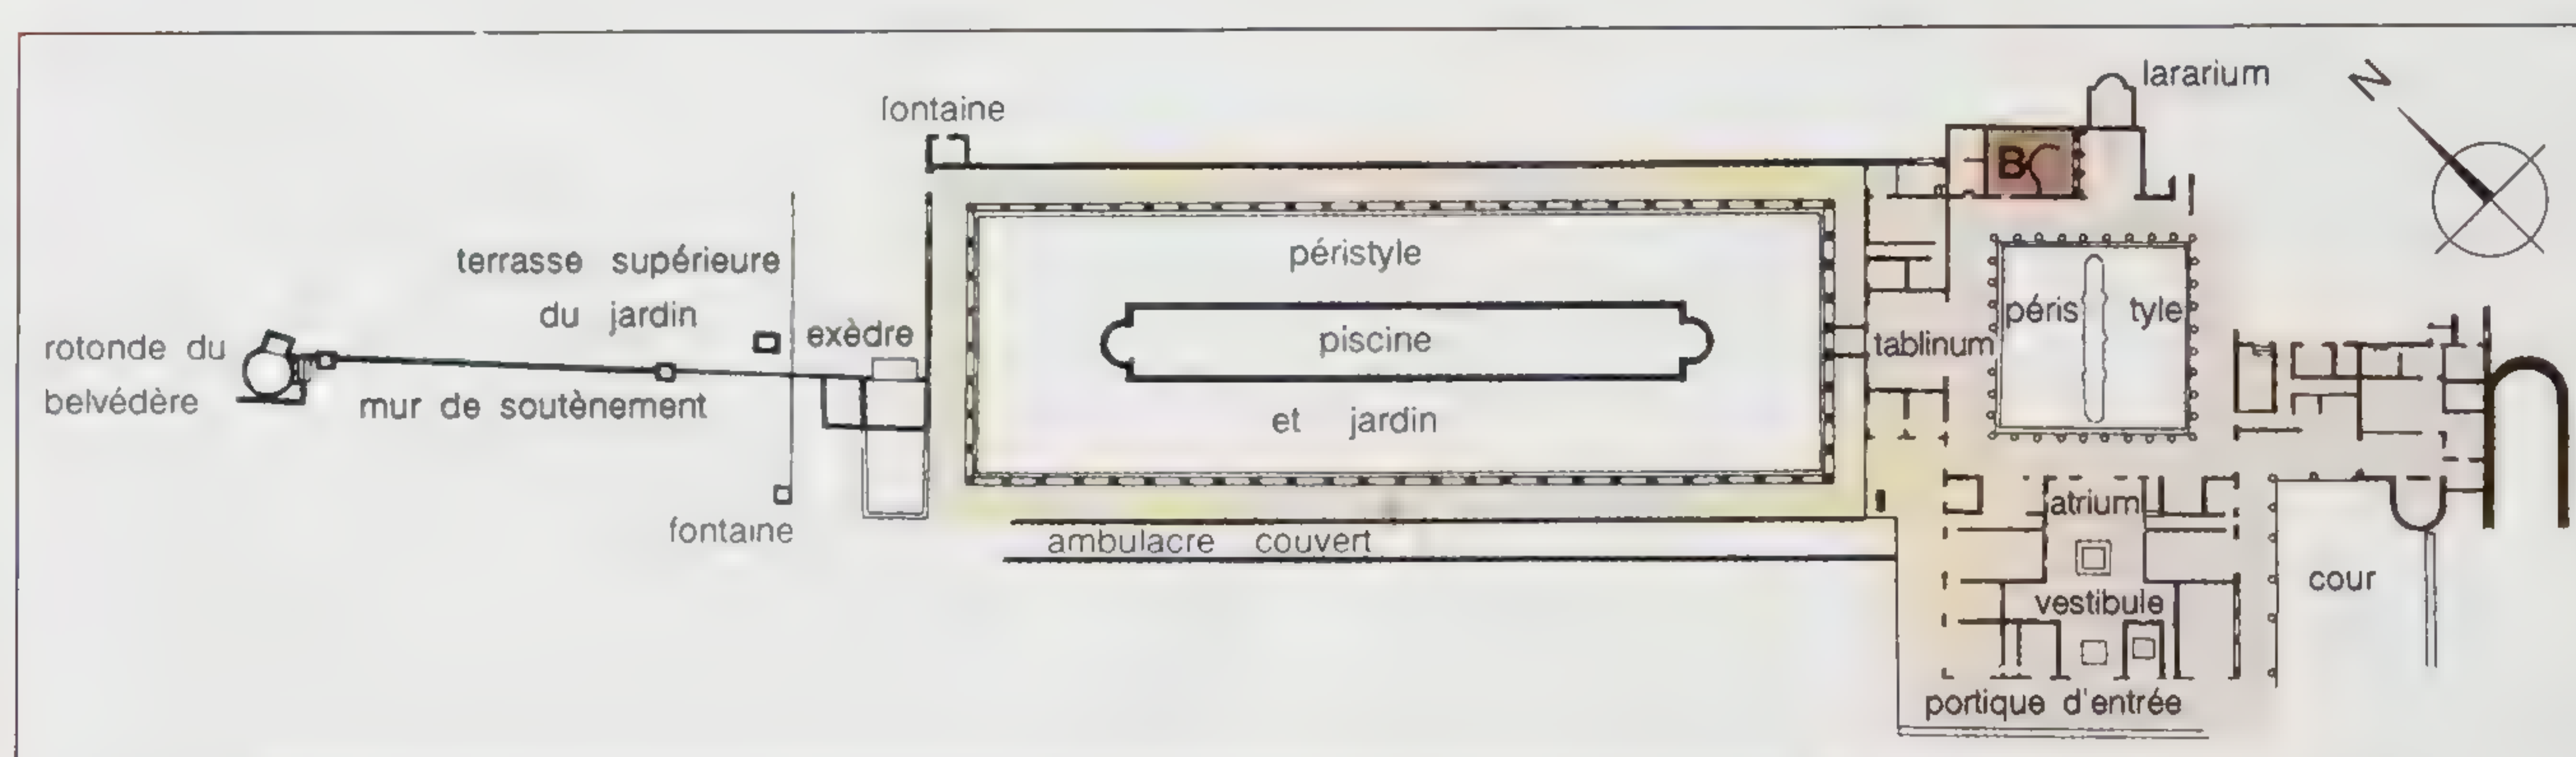 lararium
N
fontaine
B
terrasse supérieure
du jardin
péristyle
péris tyle
rotonde du
belvédère
exèdre
piscine
tablinum
mur de soutènement
et jardin
atrium
fontaine
ambulacre couvert
cour
vestibule
portique d'entrée